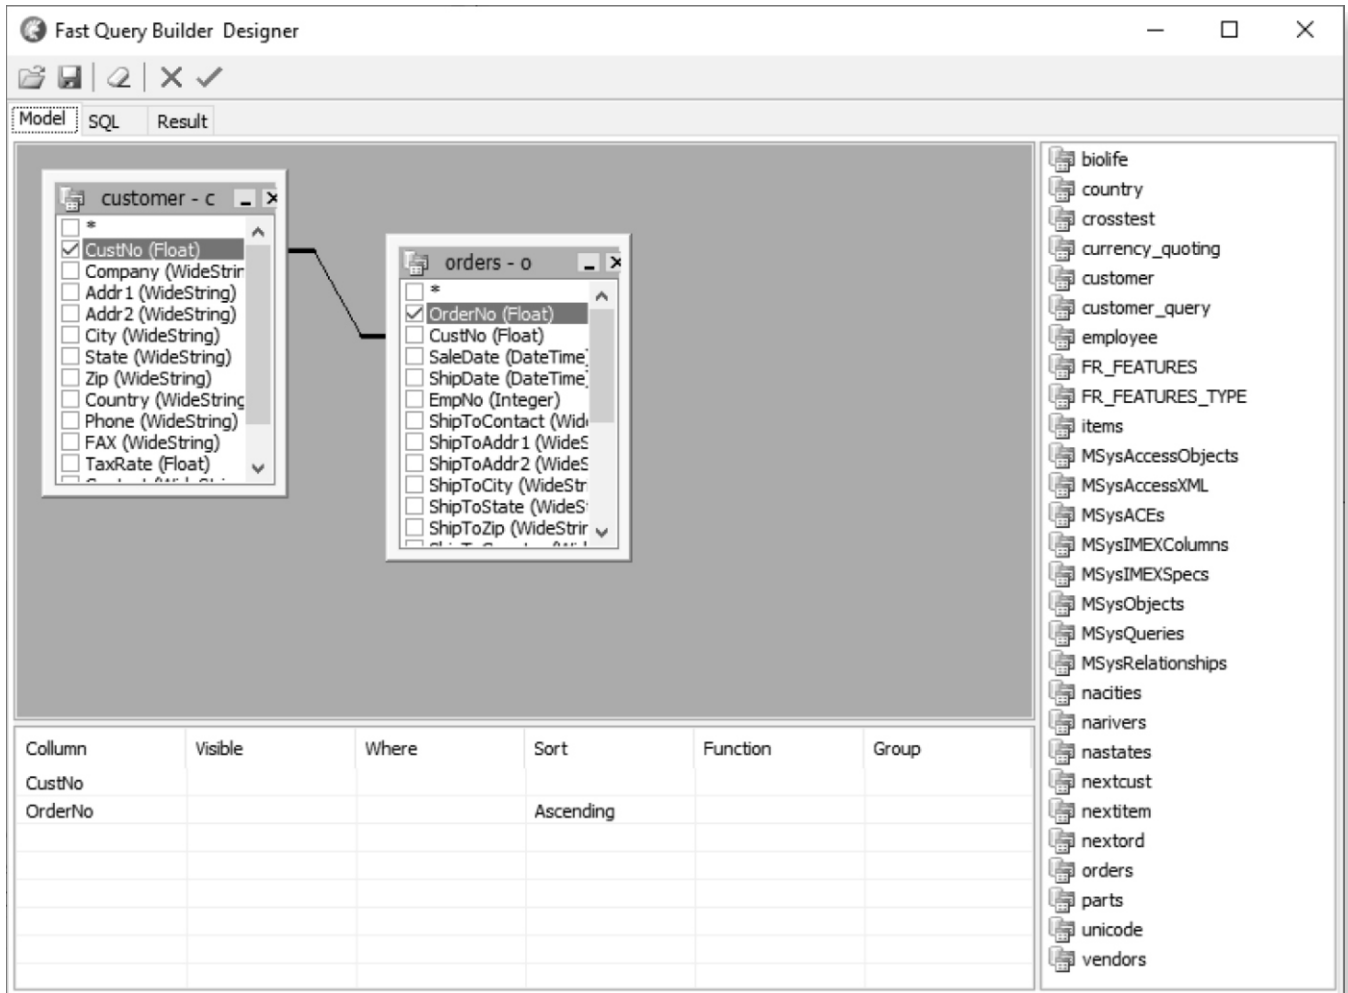 Fast Query Builder Designer
Model SQL Result
customer - c
*
CustNo (Float)
Company (WideStrin
Addr1 (WideString)
Addr2 (WideString)
City (WideString)
State (WideString)
Zip (WideString)
Country (WideString
Phone (WideString)
FAX (WideString)
TaxRate (Float)
orders - o
*
OrderNo (Float)
CustNo (Float)
SaleDate (DateTime)
ShipDate (DateTime)
EmpNo (Integer)
ShipToContact (Wid
ShipToAddr1 (WideS
ShipToAddr2 (WideS
ShipToCity (WideStr
ShipToState (WideS
ShipToZip (WideStrin
biolife
country
crosstest
currency_quoting
customer
customer_query
employee
FR_FEATURES
FR_FEATURES_TYPE
items
MSysAccessObjects
MSysAccessXML
MSysACEs
MSysIMEXColumns
MSysIMEXSpecs
MSysObjects
MSysQueries
MSysRelationships
nacities
narivers
nastates
nextcust
nextitem
nextord
orders
parts
unicode
vendors
Collumn Visible Where Sort Function Group
CustNo
OrderNo Ascending